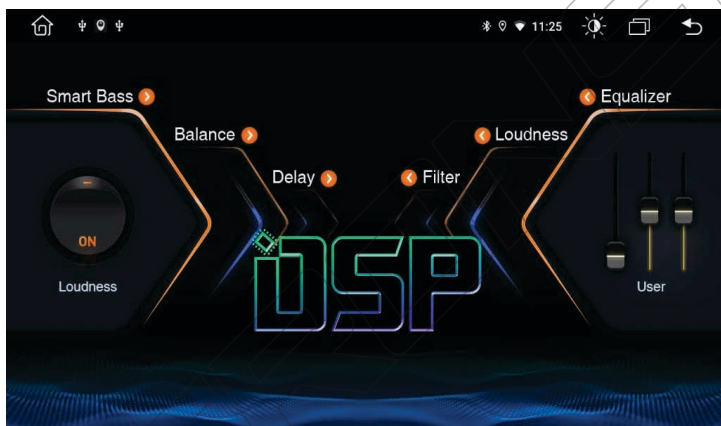 11:25
Smart Bass
Equalizer
Balance
Loudness
Delay
Filter
ON
Loudness
User
iDSP